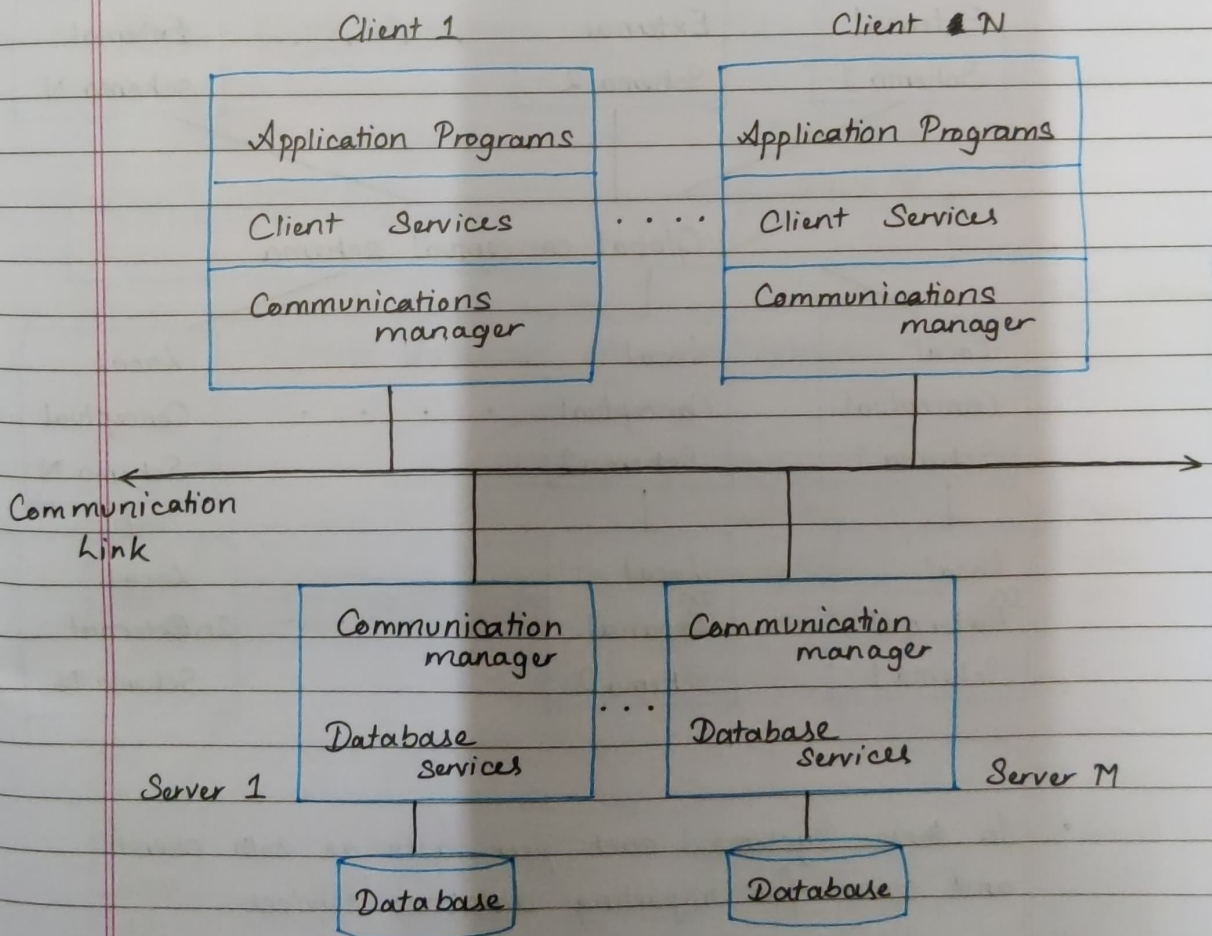 Client 1
Client N
Application Programs
Client Services
Communications
manager
. . . .
Application Programs
Client Services
Communications
manager
Communication
Link
Communication
manager
Database
Services
Server 1
. . .
Communication
manager
Database
Services
Server M
Database
Database